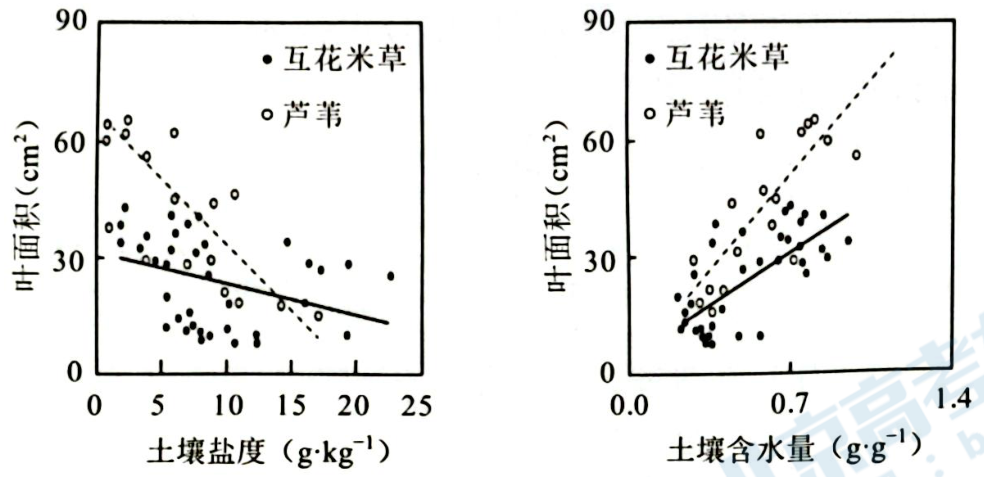 90
60
30
0
叶面积(cm²)
• 互花米草
○ 芦苇
0 5 10 15 20 25
土壤盐度（g·kg⁻¹）
90
60
30
0
叶面积(cm²)
• 互花米草
○ 芦苇
0.0 0.7 1.4
土壤含水量（g·g⁻¹）
高考